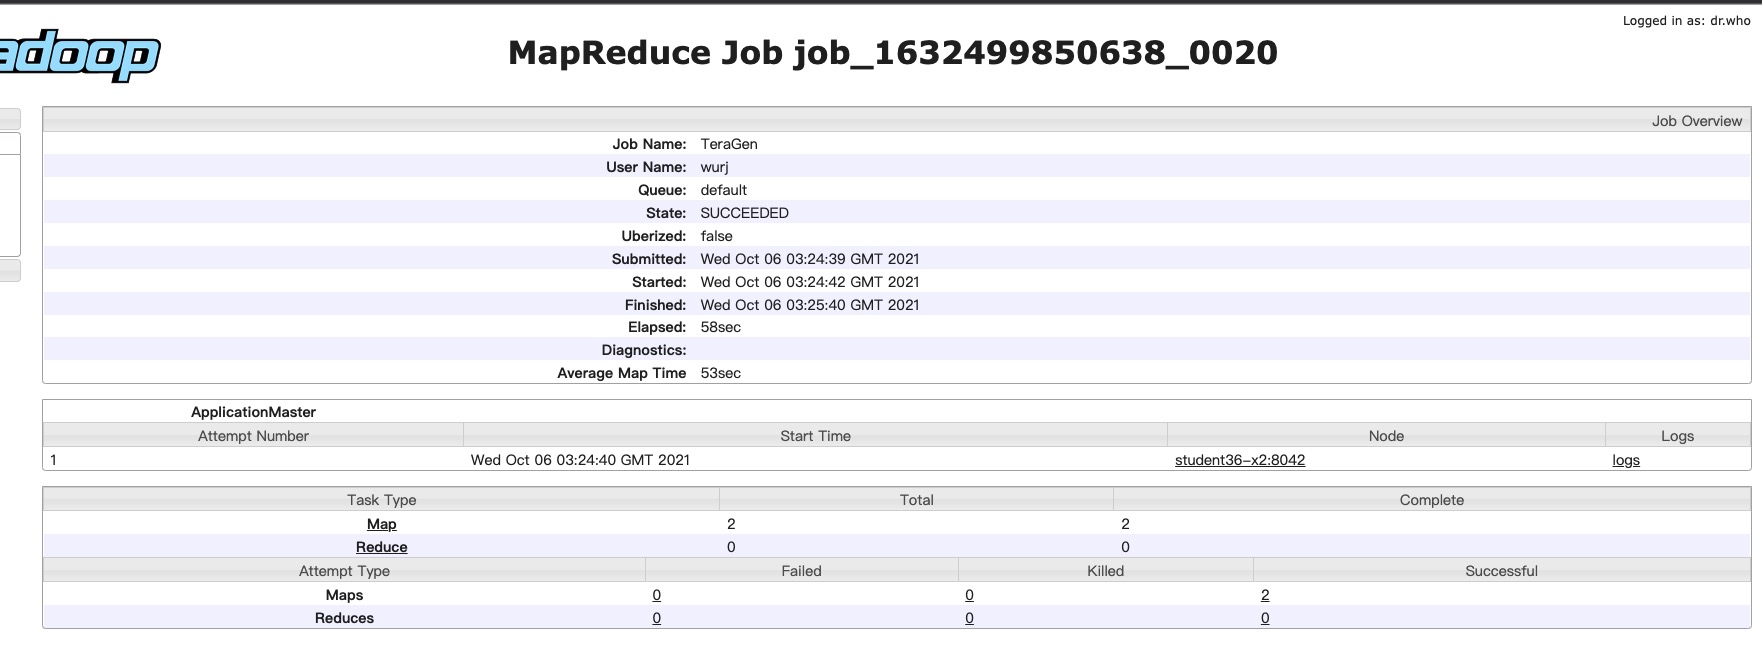 Logged in as: dr.who
adoop
MapReduce Job job_1632499850638_0020
Job Overview
Job Name: TeraGen
User Name: wurj
Queue: default
State: SUCCEEDED
Uberized: false
Submitted: Wed Oct 06 03:24:39 GMT 2021
Started: Wed Oct 06 03:24:42 GMT 2021
Finished: Wed Oct 06 03:25:40 GMT 2021
Elapsed: 58sec
Diagnostics:
Average Map Time 53sec
ApplicationMaster
Attempt Number Start Time Node Logs
1 Wed Oct 06 03:24:40 GMT 2021 student36-x2:8042 logs
Task Type Total Complete
Map 2 2
Reduce 0 0
Attempt Type Failed Killed Successful
Maps 0 0 2
Reduces 0 0 0